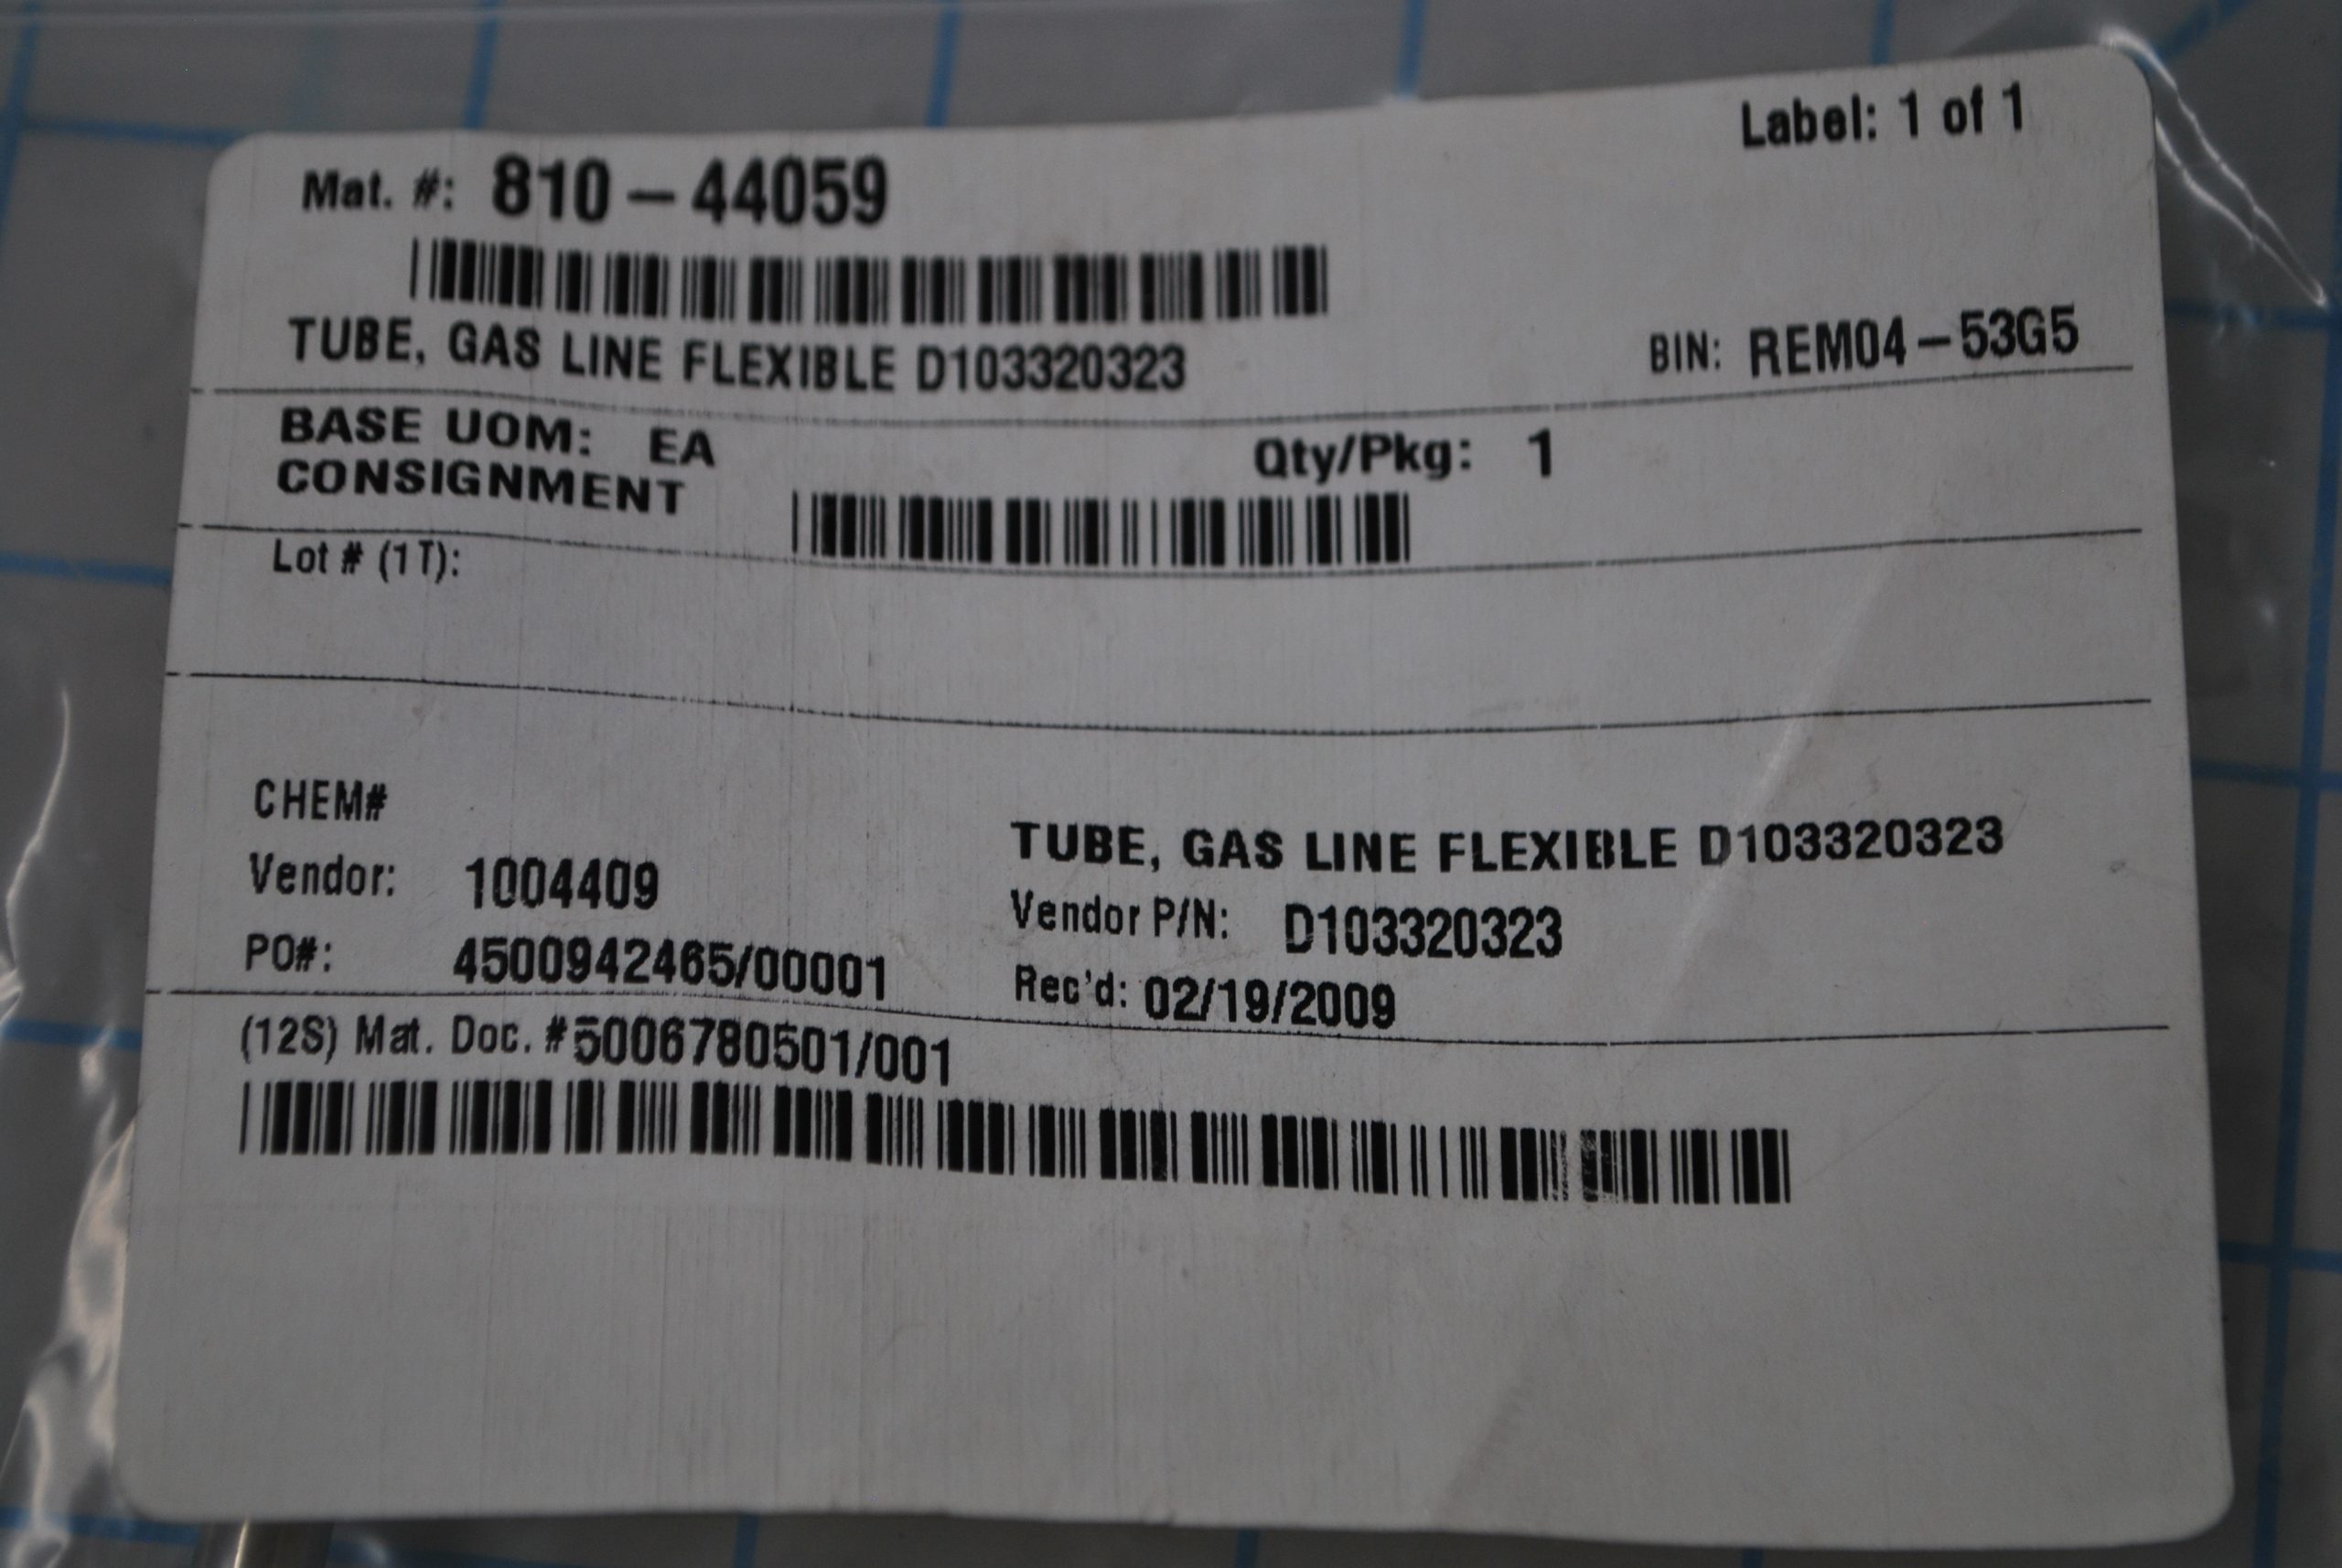 Label: 1 of 1
Mat. #: 810-44059
TUBE, GAS LINE FLEXIBLE D103320323
BIN: REM04-53G5
BASE UOM: EA
Qty/Pkg: 1
CONSIGNMENT
Lot # (1T):
CHEM#
TUBE, GAS LINE FLEXIBLE D103320323
Vendor: 1004409
Vendor P/N: D103320323
PO#: 4500942465/00001
Rec'd: 02/19/2009
(12S) Mat. Doc. #5006780501/001